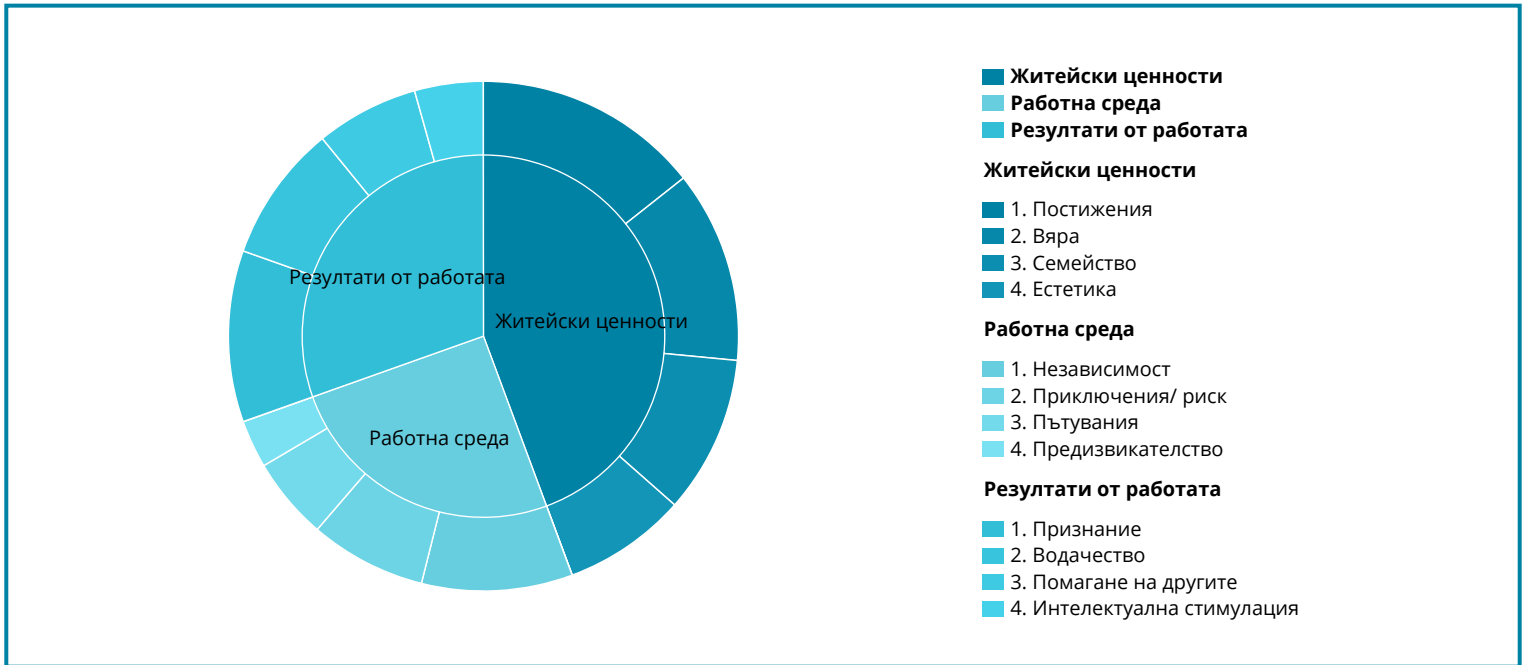 Резултати от работата
Житейски ценности
Работна среда
Житейски ценности
Работна среда
Резултати от работата
Житейски ценности
1. Постижения
2. Вяра
3. Семейство
4. Естетика
Работна среда
1. Независимост
2. Приключения/ риск
3. Пътувания
4. Предизвикателство
Резултати от работата
1. Признание
2. Водачество
3. Помагане на другите
4. Интелектуална стимулация